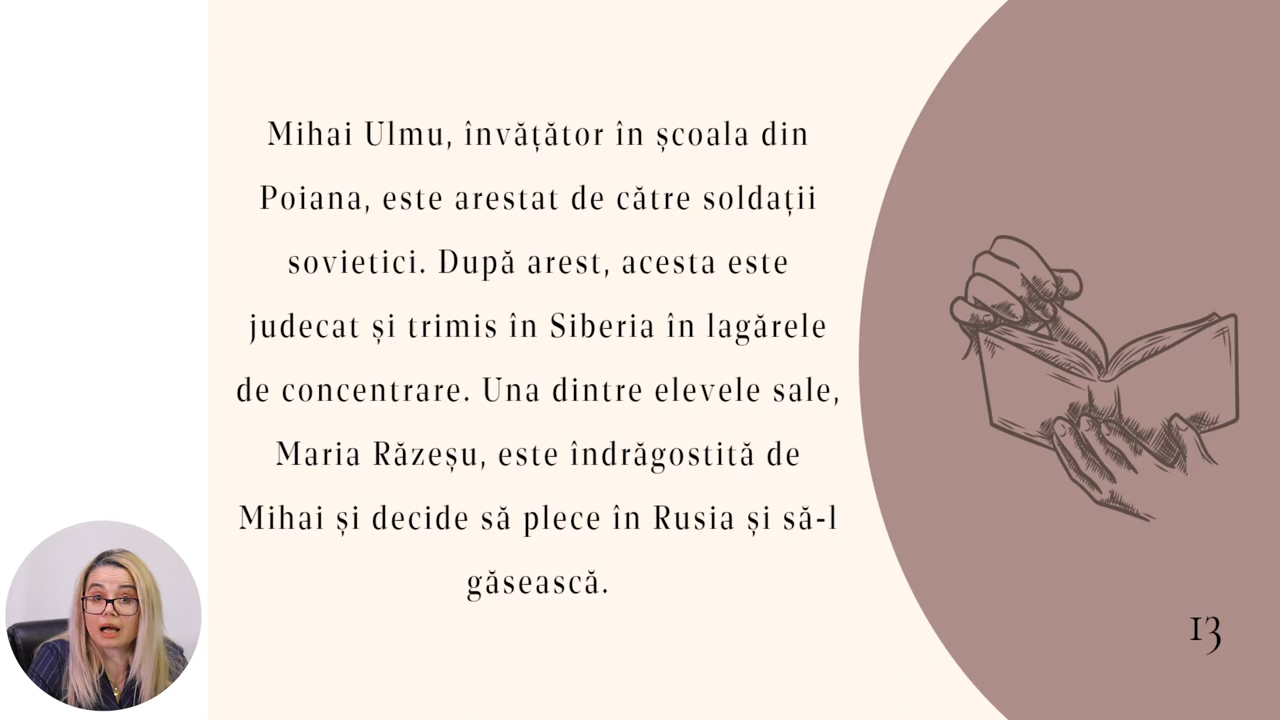 Mihai Ulmu, învățător în școala din
Poiana, este arestat de către soldații
sovietici. După arest, acesta este
judecat și trimis în Siberia în lagărele
de concentrare. Una dintre elevele sale,
Maria Răzeșu, este îndrăgostită de
Mihai și decide să plece în Rusia și să-l
găsească.
13